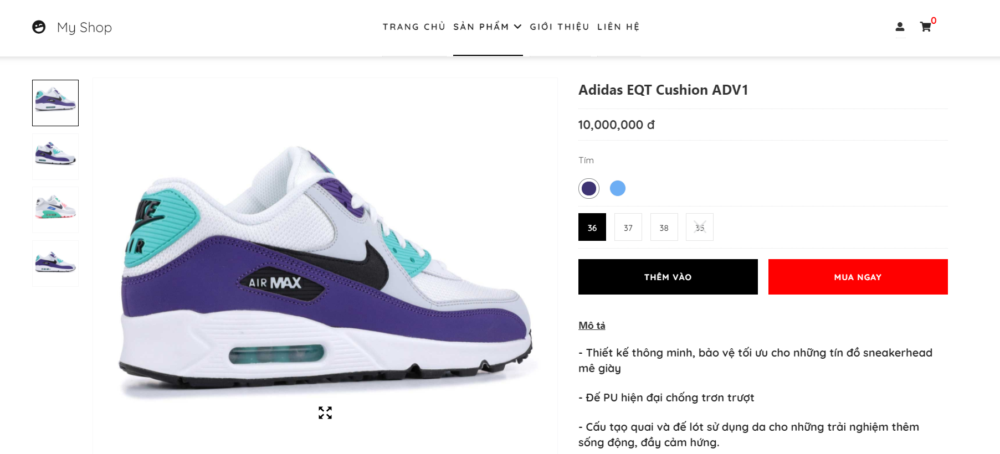 My Shop
TRANG CHỦ SẢN PHẨM GIỚI THIỆU LIÊN HỆ
0
Adidas EQT Cushion ADV1
10,000,000 đ
Tím
36 37 38 35
THÊM VÀO MUA NGAY
NIKE
AIR
AIR MAX
Mô tả
- Thiết kế thông minh, bảo vệ tối ưu cho những tín đồ sneakerhead
mê giày
- Đế PU hiện đại chống trơn trượt
- Cấu tạo quai và đế lót sử dụng da cho những trải nghiệm thêm
sống động, đầy cảm hứng.